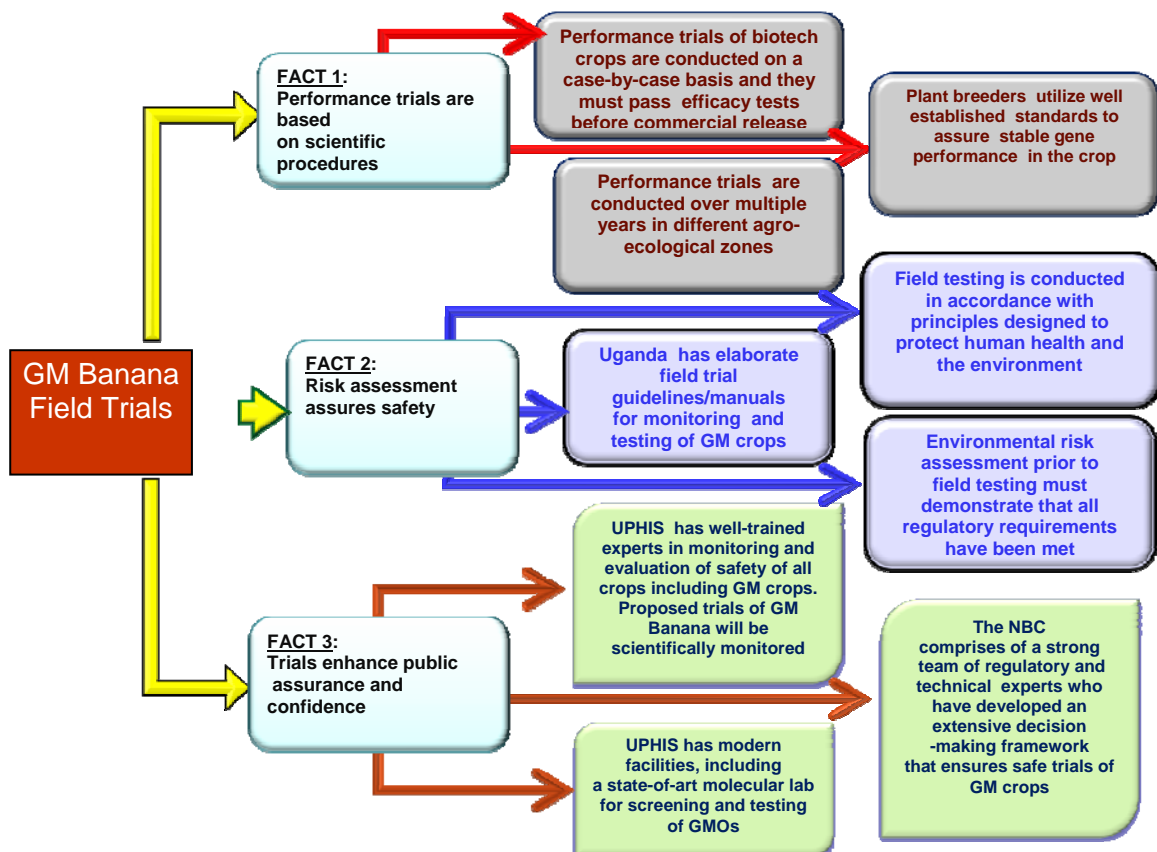 GM Banana
Field Trials
FACT 1:
Performance trials are
based
on scientific
procedures
Performance trials of biotech
crops are conducted on a
case-by-case basis and they
must pass efficacy tests
before commercial release
Plant breeders utilize well
established standards to
assure stable gene
performance in the crop
Performance trials are
conducted over multiple
years in different agro-
ecological zones
FACT 2:
Risk assessment
assures safety
Field testing is conducted
in accordance with
principles designed to
protect human health and
the environment
Uganda has elaborate
field trial
guidelines/manuals
for monitoring and
testing of GM crops
Environmental risk
assessment prior to
field testing must
demonstrate that all
regulatory requirements
have been met
FACT 3:
Trials enhance public
assurance and
confidence
UPHIS has well-trained
experts in monitoring and
evaluation of safety of all
crops including GM crops.
Proposed trials of GM
Banana will be
scientifically monitored
The NBC
comprises of a strong
team of regulatory and
technical experts who
have developed an
extensive decision
-making framework
that ensures safe trials of
GM crops
UPHIS has modern
facilities, including
a state-of-art molecular lab
for screening and testing
of GMOs